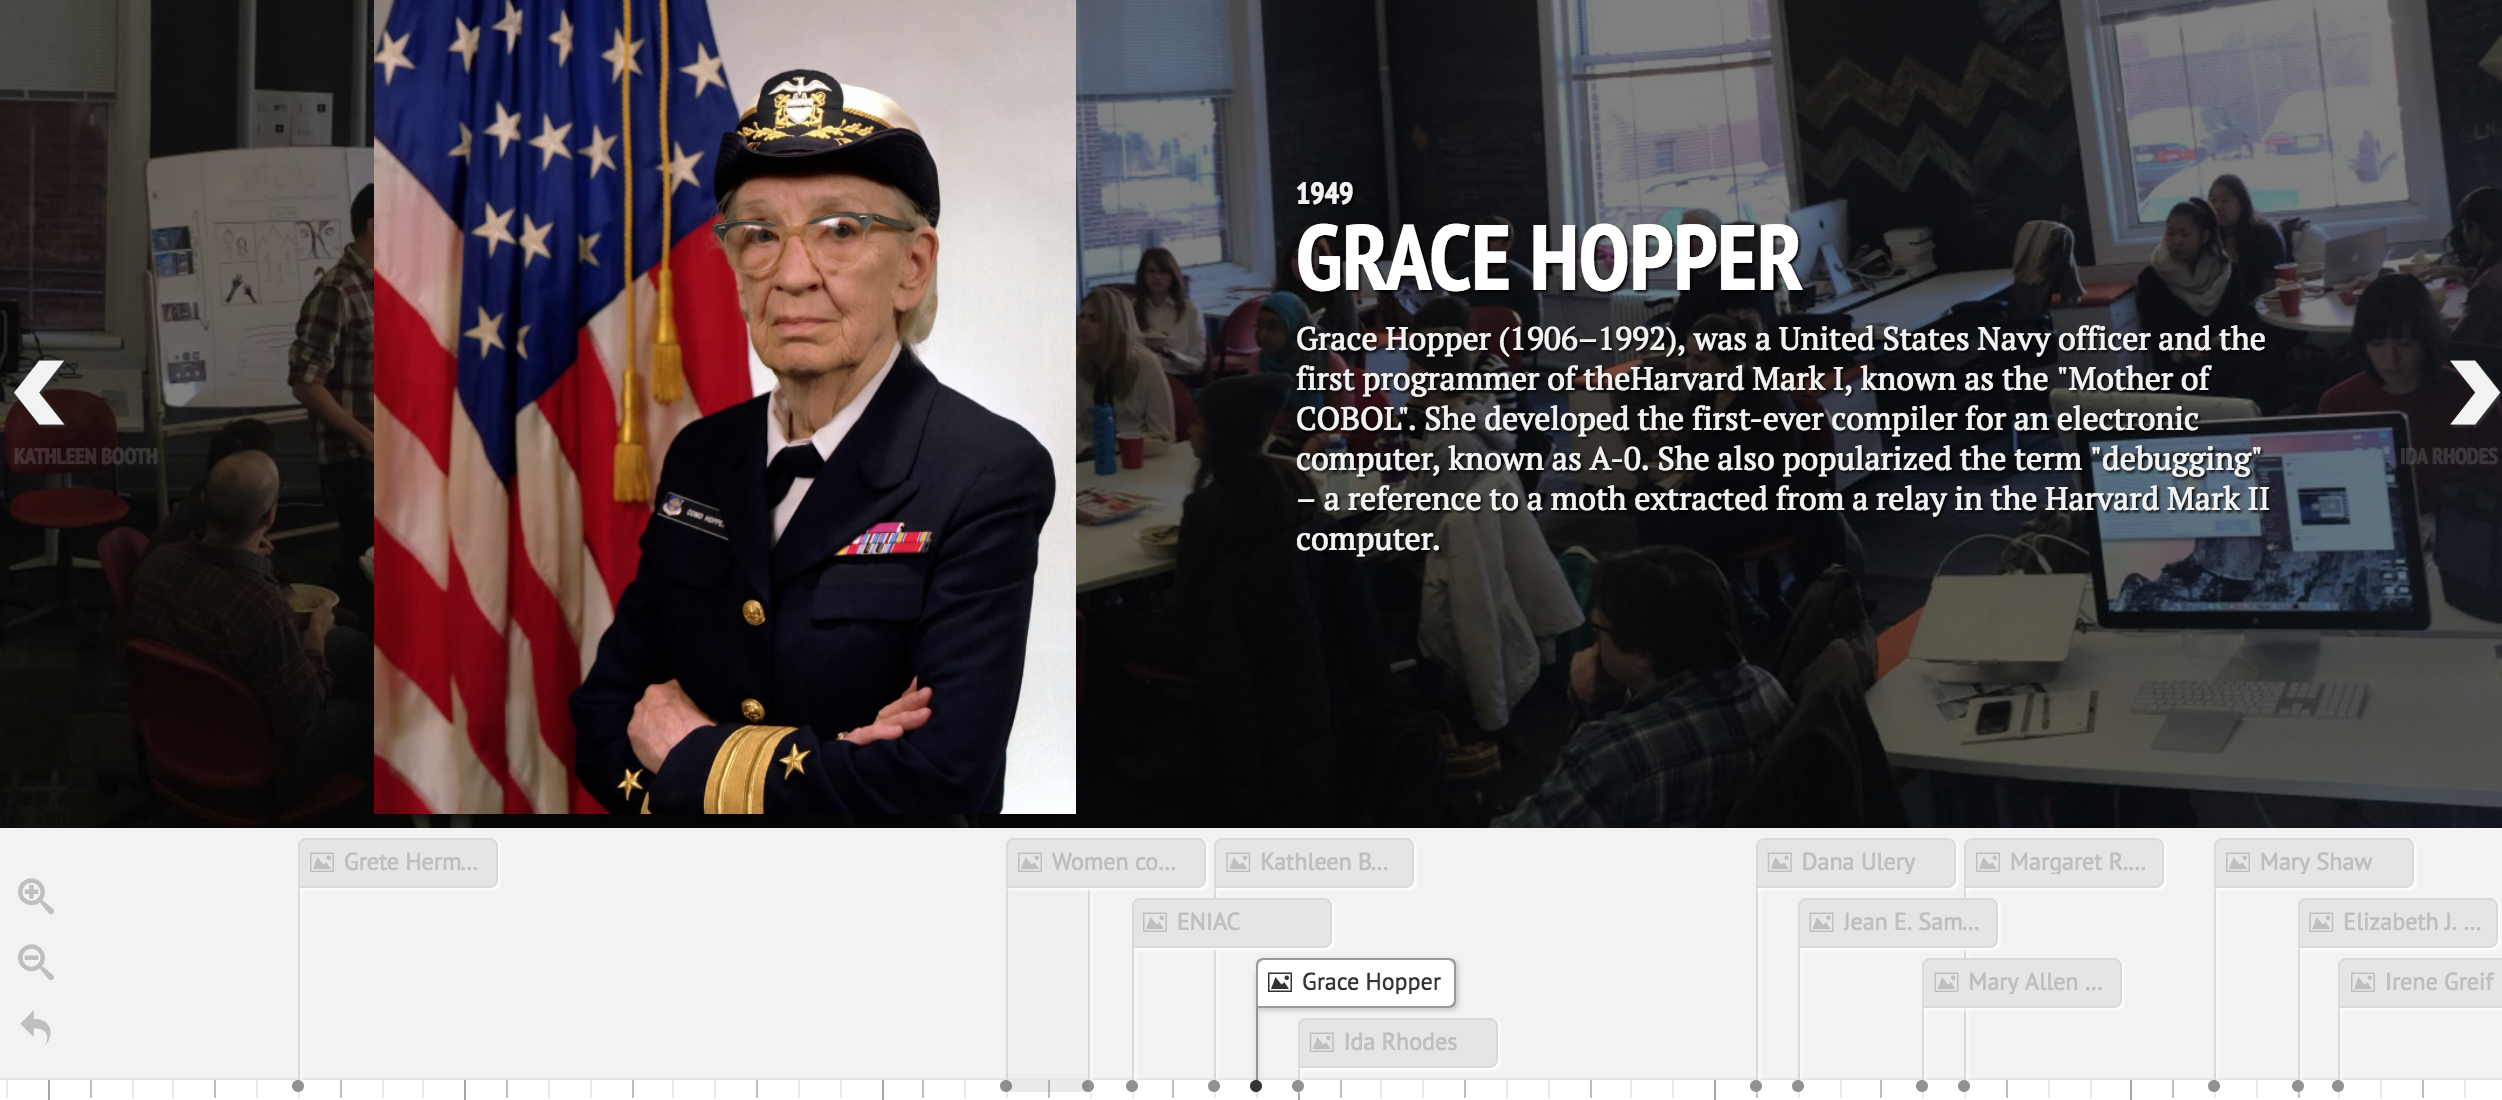 1949
GRACE HOPPER
Grace Hopper (1906–1992), was a United States Navy officer and the
first programmer of theHarvard Mark I, known as the "Mother of
COBOL". She developed the first-ever compiler for an electronic
computer, known as A-0. She also popularized the term "debugging"
– a reference to a moth extracted from a relay in the Harvard Mark II
computer.
KATHLEEN BOOTH
IDA RHODES
Grete Herm...
Women co...
Kathleen B...
Dana Ulery
Margaret R....
Mary Shaw
ENIAC
Jean E. Sam...
Elizabeth J. ...
Grace Hopper
Mary Allen ...
Irene Greif
Ida Rhodes